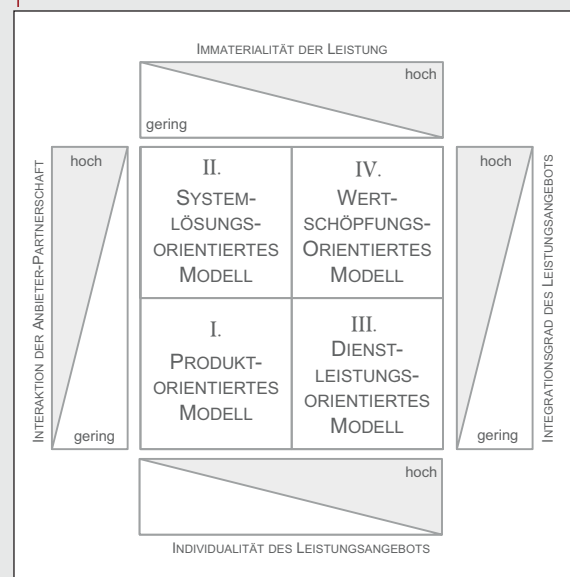 IMMATERIALITÄT DER LEISTUNG
hoch
gering
INTERAKTION DER ANBIETER-PARTNERSCHAFT
hoch
gering
II.
SYSTEM-
LÖSUNGS-
ORIENTIERTES
MODELL
IV.
WERT-
SCHÖPFUNGS-
ORIENTIERTES
MODELL
I.
PRODUKT-
ORIENTIERTES
MODELL
III.
DIENST-
LEISTUNGS-
ORIENTIERTES
MODELL
hoch
gering
INTEGRATIONSGRAD DES LEISTUNGSANGEBOTS
hoch
INDIVIDUALITÄT DES LEISTUNGSANGEBOTS